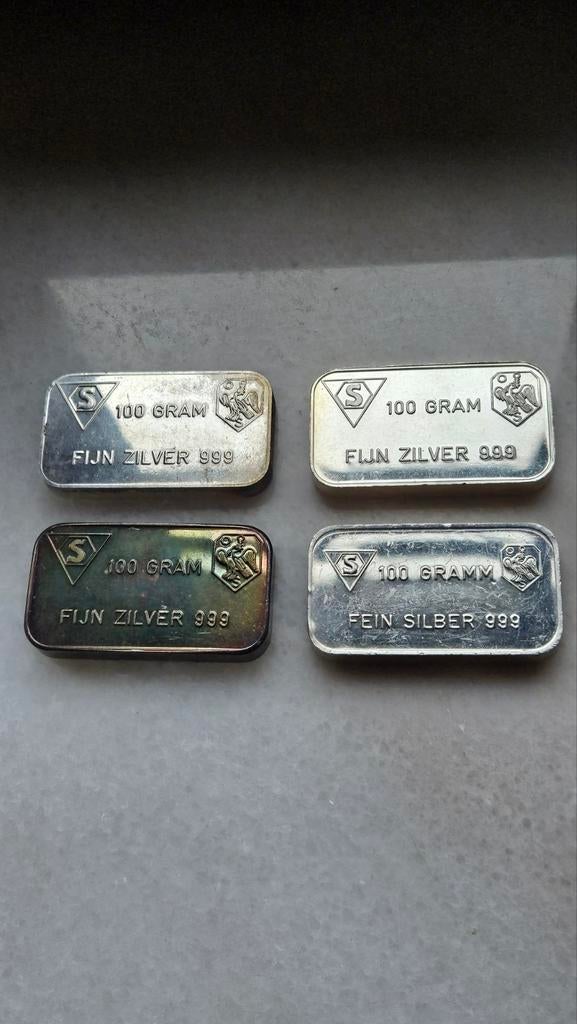 S 100 GRAM
FIJN ZILVER 999
S 100 GRAM
FIJN ZILVER 999
S 100 GRAM
FIJN ZILVER 999
S 100 GRAMM
FEIN SILBER 999